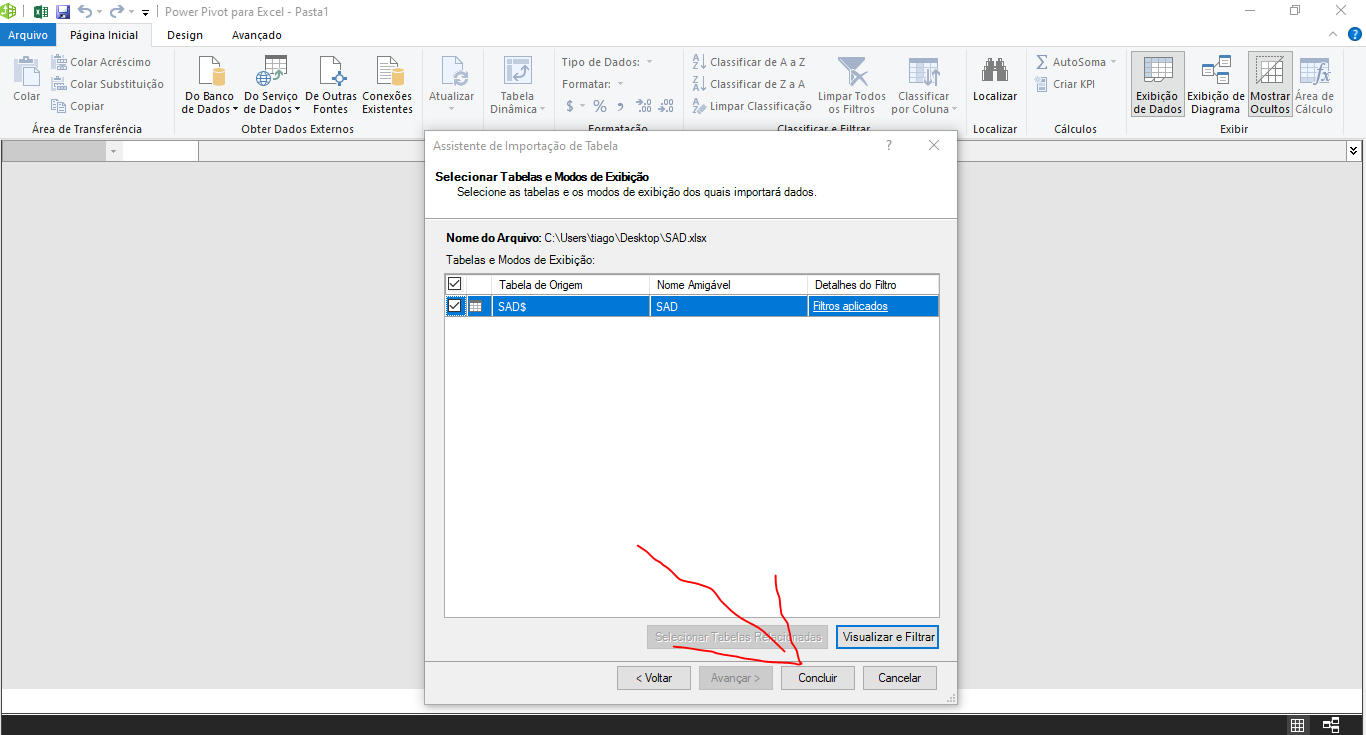 Power Pivot para Excel - Pasta1
Arquivo Página Inicial Design Avançado
Colar
Colar Acréscimo
Colar Substituição
Copiar
Área de Transferência
Do Banco de Dados
Do Serviço de Dados
De Outras Fontes
Conexões Existentes
Obter Dados Externos
Atualizar
Tabela Dinâmica
Tipo de Dados:
Formatar:
$ % ,
Formatação
Classificar de A a Z
Classificar de Z a A
Limpar Classificação
Limpar Todos os Filtros
Classificar por Coluna
Classificar e Filtrar
Localizar
Localizar
AutoSoma
Criar KPI
Cálculos
Exibição de Dados
Exibição de Diagrama
Mostrar Ocultos
Área de Cálculo
Exibir
Assistente de Importação de Tabela ?
Selecionar Tabelas e Modos de Exibição
Selecione as tabelas e os modos de exibição dos quais importará dados.
Nome do Arquivo: C:\Users\tiago\Desktop\SAD.xlsx
Tabelas e Modos de Exibição:
Tabela de Origem Nome Amigável Detalhes do Filtro
SAD$ SAD Filtros aplicados
Selecionar Tabelas Relacionadas Visualizar e Filtrar
< Voltar Avançar > Concluir Cancelar